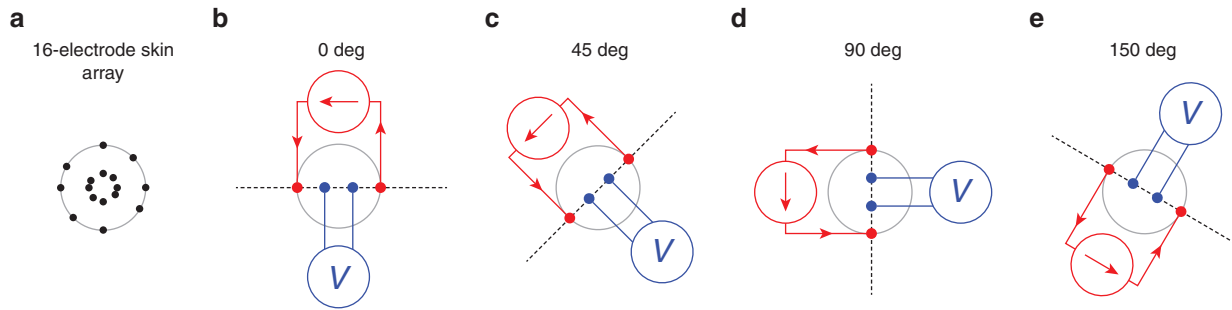 a
16-electrode skin
array
b
0 deg
V
c
45 deg
V
d
90 deg
V
e
150 deg
V